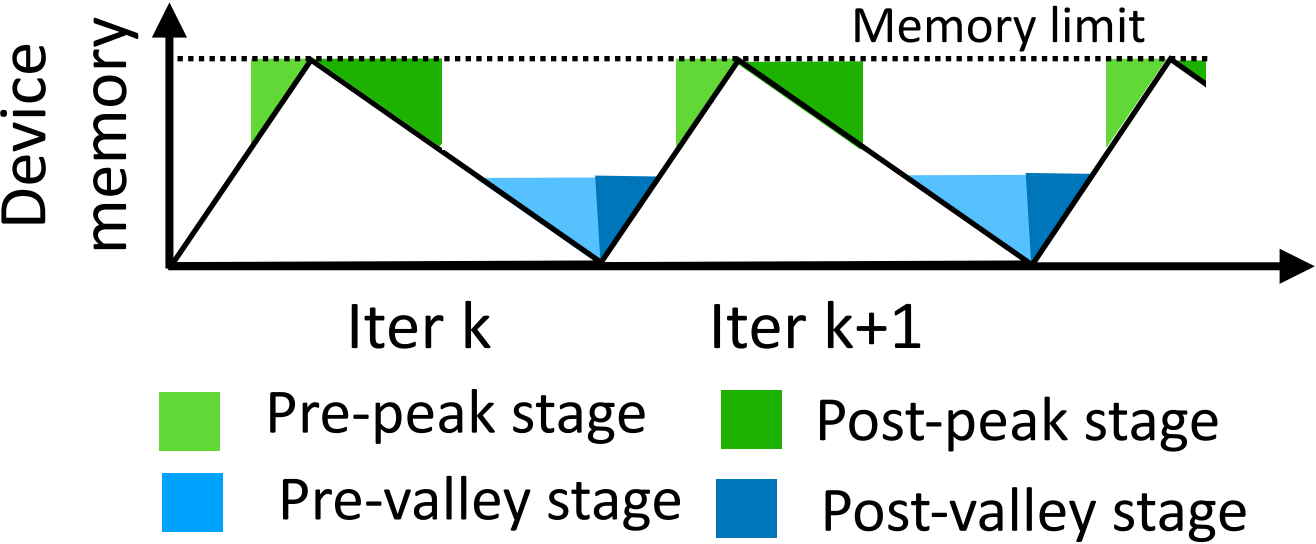 Device
memory
Memory limit
Iter k
Iter k+1
Pre-peak stage
Post-peak stage
Pre-valley stage
Post-valley stage